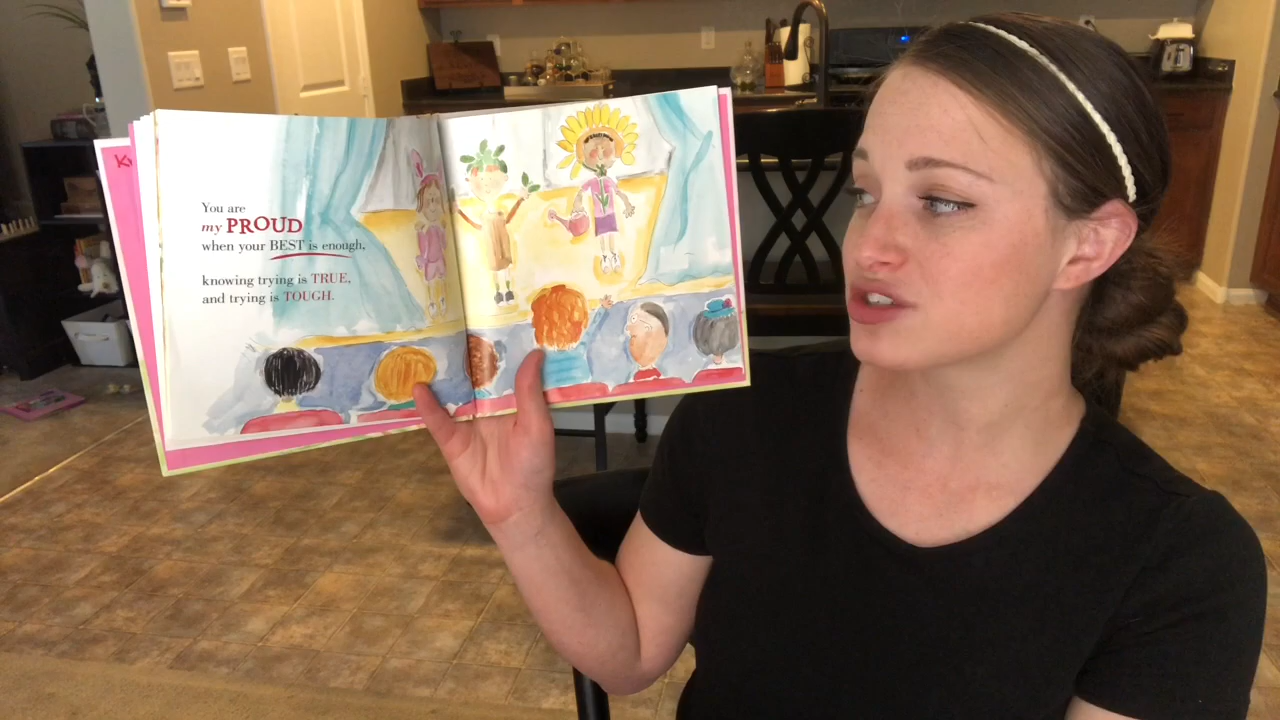 You are
my PROUD
when your BEST is enough,
knowing trying is TRUE,
and trying is TOUGH.